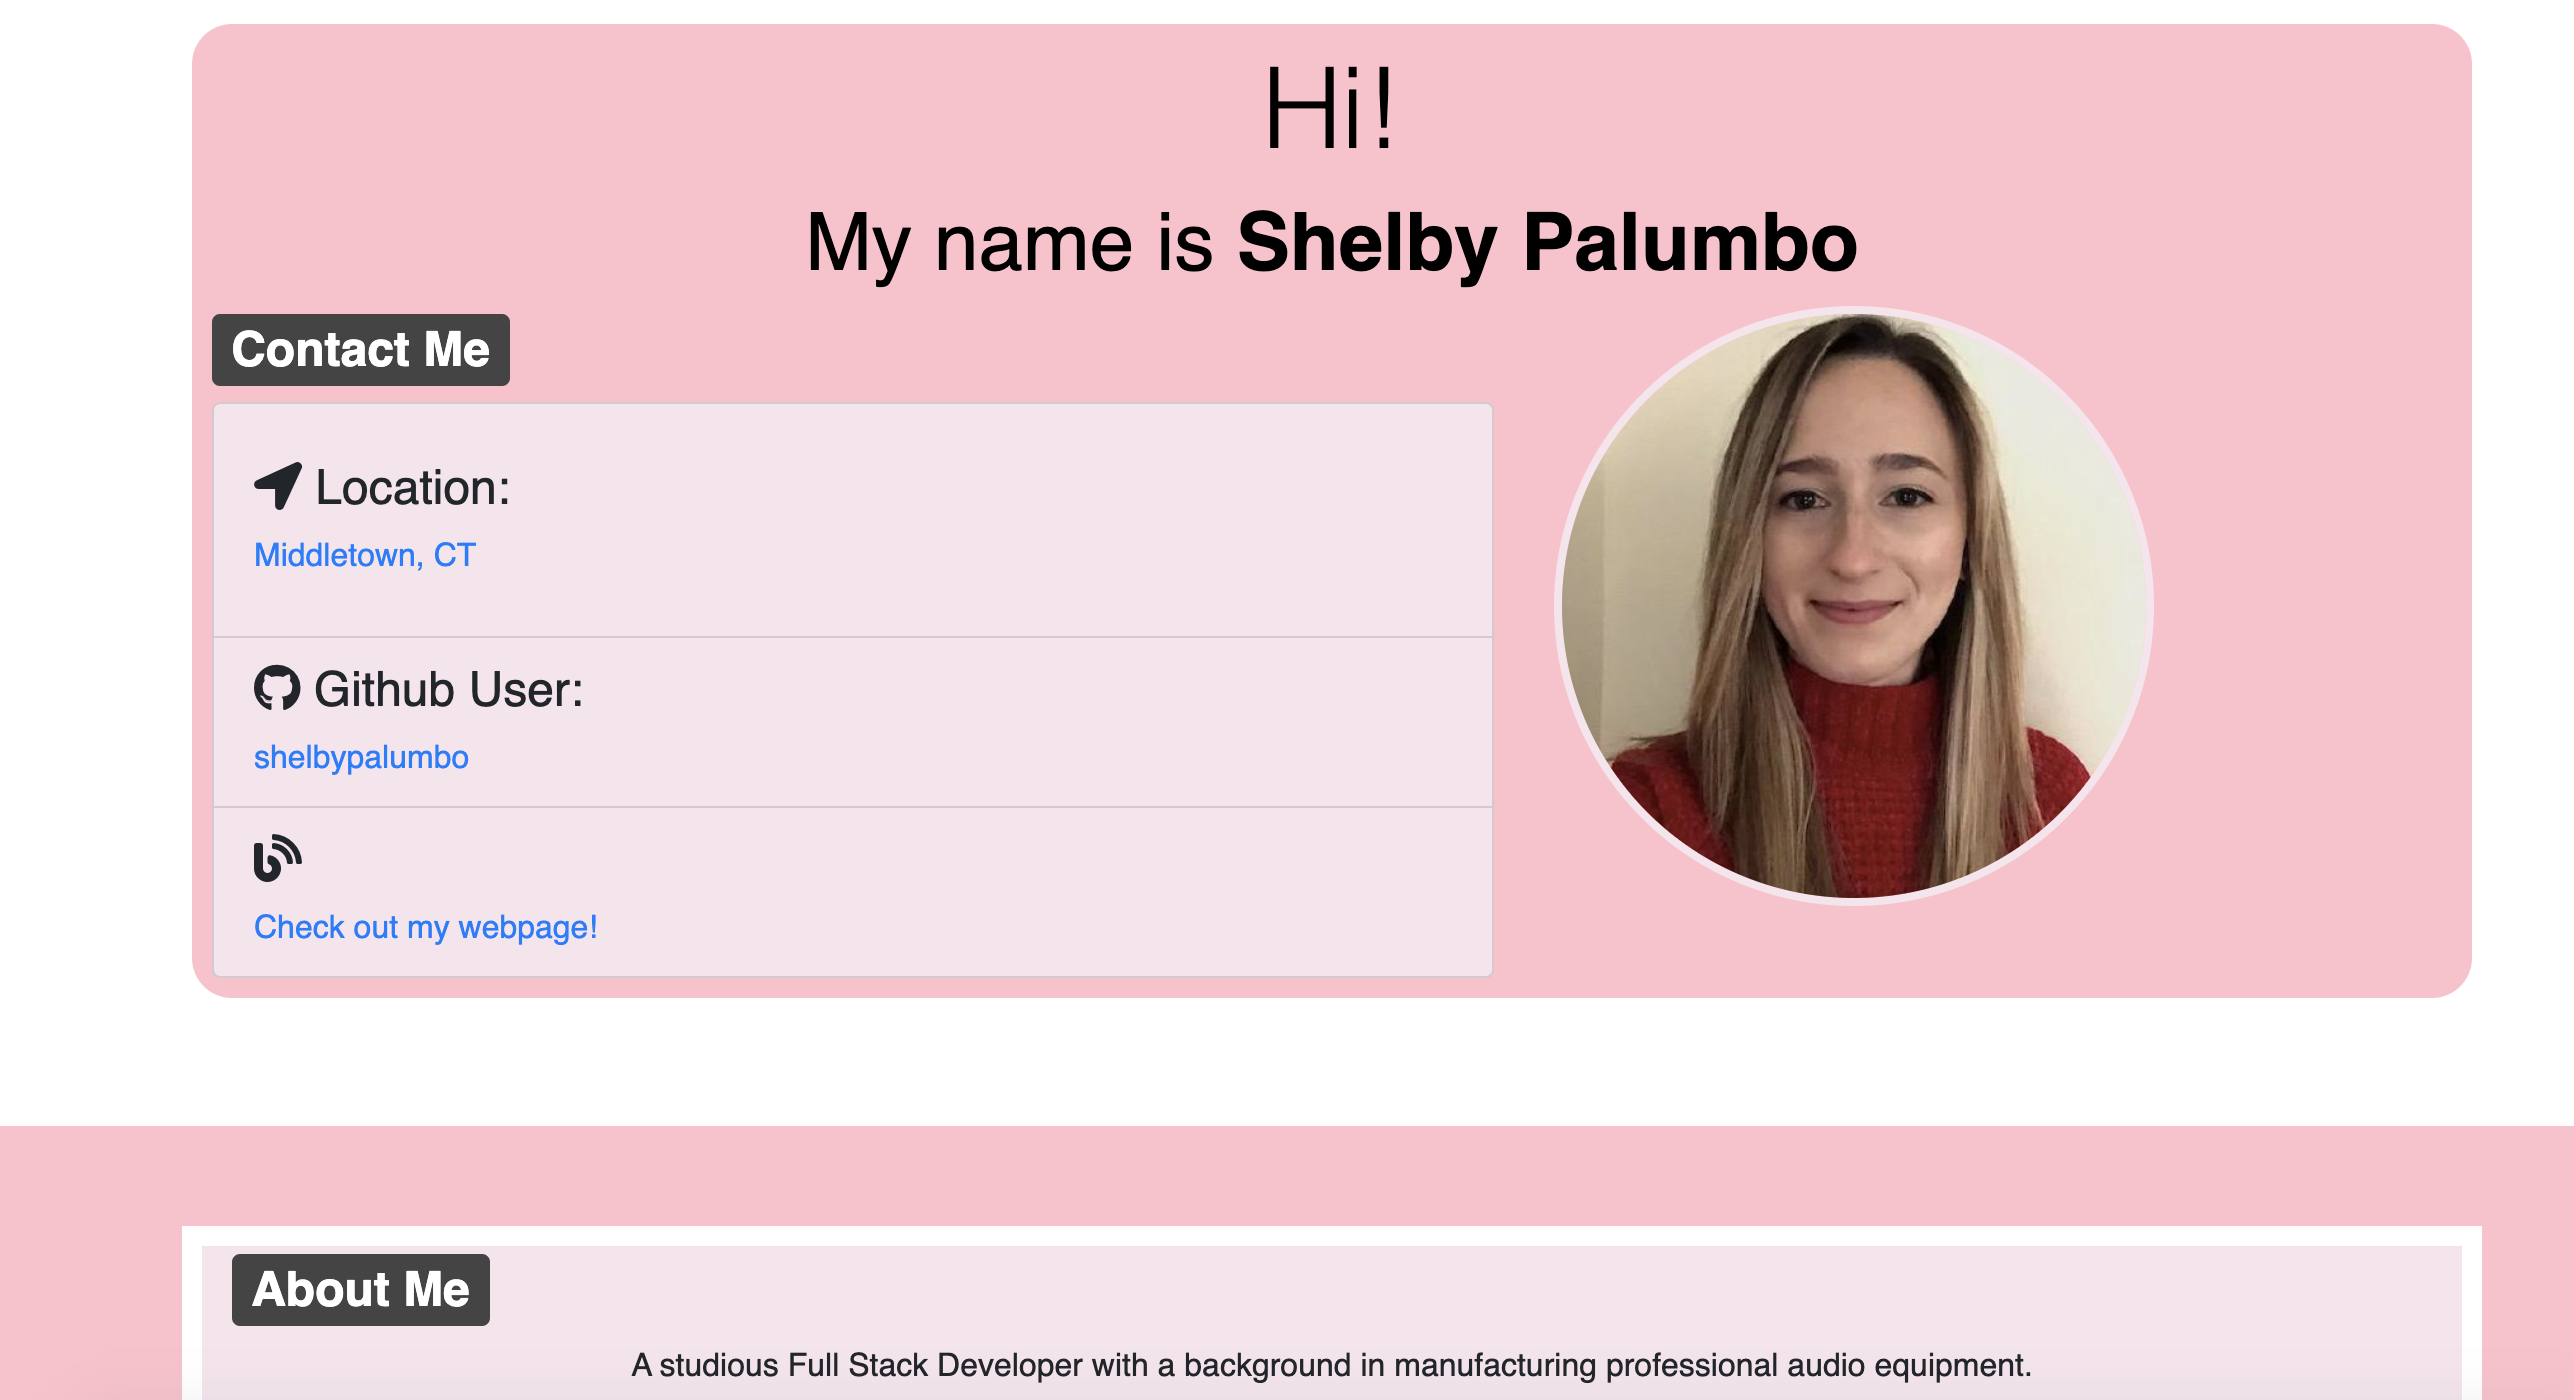 Hi!
My name is Shelby Palumbo
Contact Me
Location:
Middletown, CT
Github User:
shelbypalumbo
Check out my webpage!
About Me
A studious Full Stack Developer with a background in manufacturing professional audio equipment.